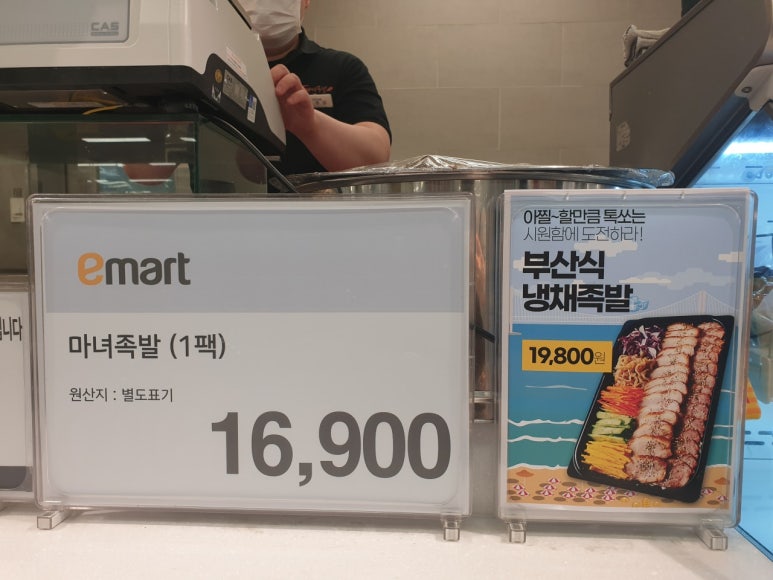 CAS
emart
마녀족발 (1팩)
원산지 : 별도표기
16,900
아찔~할만큼 톡쏘는
시원함에 도전하라!
부산식
냉채족발
19,800원
니다